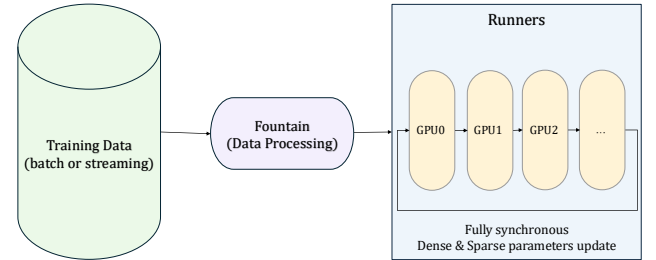 Training Data
(batch or streaming)
Fountain
(Data Processing)
Runners
GPU0
GPU1
GPU2
...
Fully synchronous
Dense & Sparse parameters update